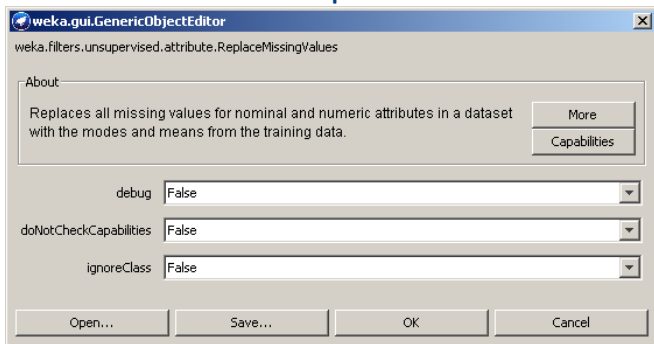 weka.gui.GenericObjectEditor
weka.filters.unsupervised.attribute.ReplaceMissingValues
About
Replaces all missing values for nominal and numeric attributes in a dataset
with the modes and means from the training data.
More
Capabilities
debug False
doNotCheckCapabilities False
ignoreClass False
Open... Save... OK Cancel